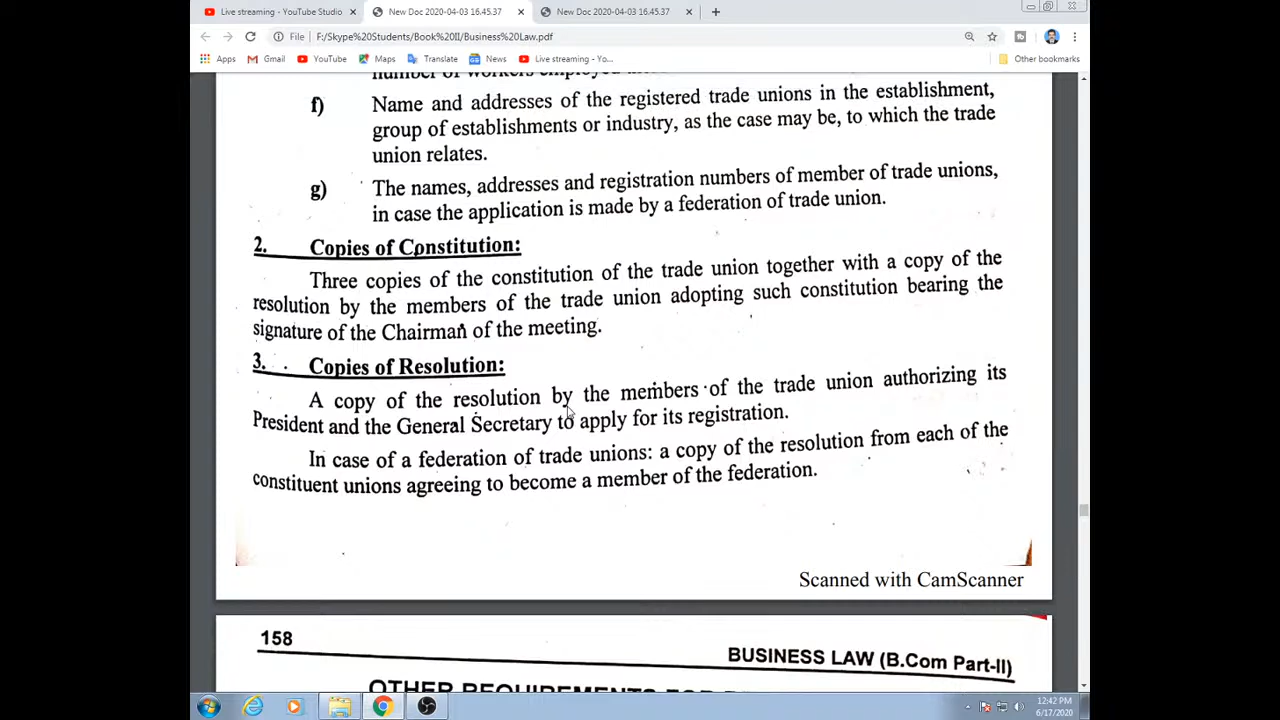 Live streaming - YouTube Studio
New Doc 2020-04-03 16.45.37
New Doc 2020-04-03 16.45.37
File
F:/Skype%20Students/Book%20II/Business%20Law.pdf
Apps
Gmail
YouTube
Maps
Translate
News
Live streaming - Yo...
Other bookmarks
number of workers employed
f) Name and addresses of the registered trade unions in the establishment,
group of establishments or industry, as the case may be, to which the trade
union relates.
g) The names, addresses and registration numbers of member of trade unions,
in case the application is made by a federation of trade union.
2. Copies of Constitution:
Three copies of the constitution of the trade union together with a copy of the
resolution by the members of the trade union adopting such constitution bearing the
signature of the Chairman of the meeting.
3. Copies of Resolution:
A copy of the resolution by the members of the trade union authorizing its
President and the General Secretary to apply for its registration.
In case of a federation of trade unions: a copy of the resolution from each of the
constituent unions agreeing to become a member of the federation.
Scanned with CamScanner
158
BUSINESS LAW (B.Com Part-II)
OTHER REQUIREMENTS
12:42 PM
6/17/2020